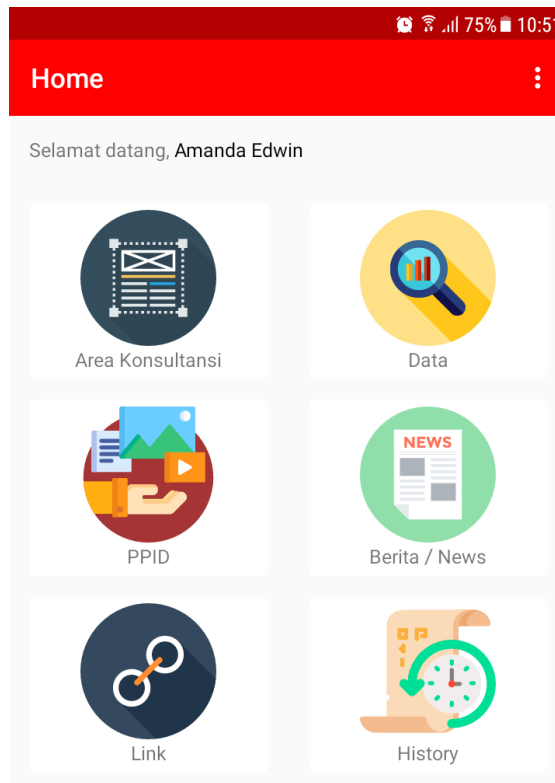 75% 10:51
Home
Selamat datang, Amanda Edwin
Area Konsultansi
Data
PPID
NEWS
Berita / News
Link
History